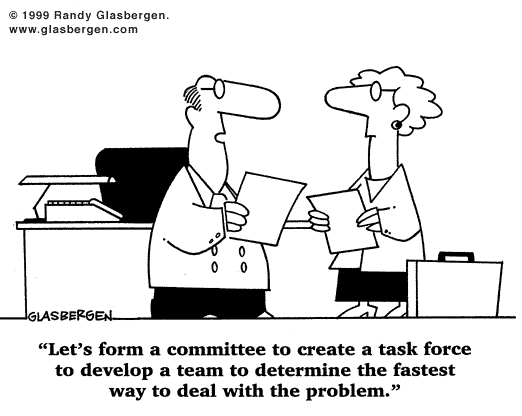 © 1999 Randy Glasbergen.
www.glasbergen.com
GLASBERGEN
“Let’s form a committee to create a task force
to develop a team to determine the fastest
way to deal with the problem.”